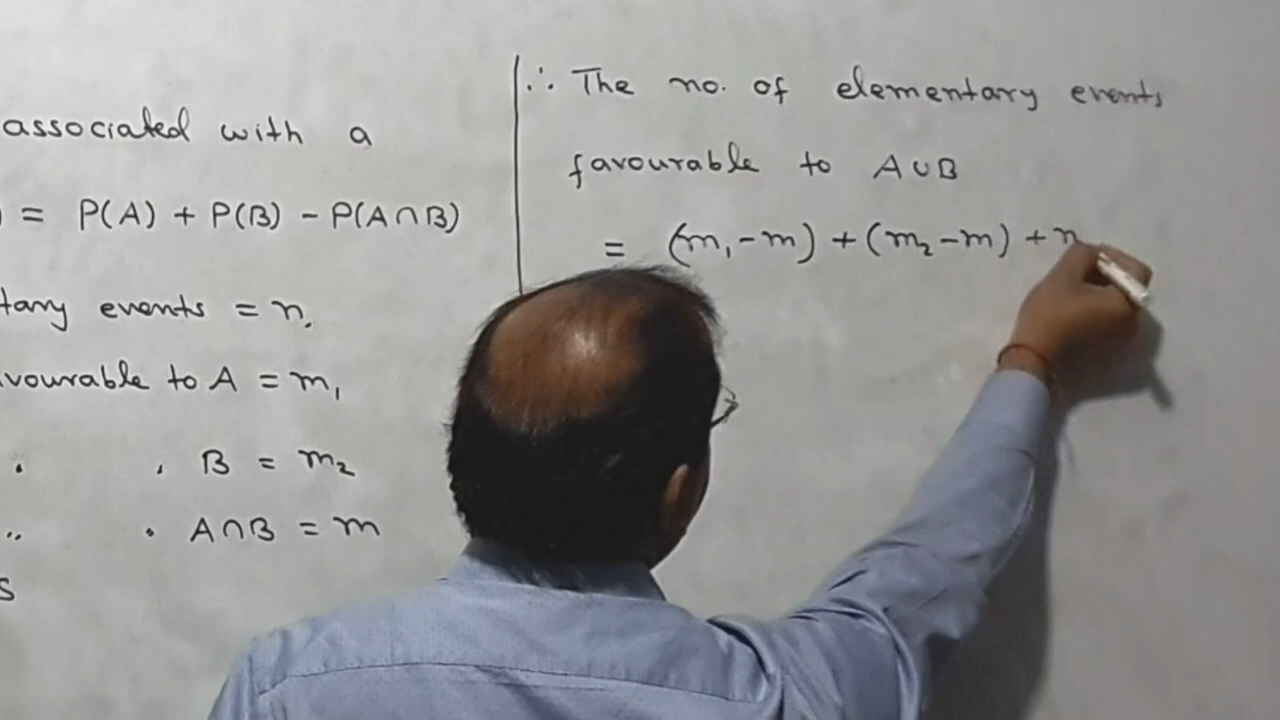 associated with a
) = P(A) + P(B) - P(A∩B)
tary events = n.
vourable to A = m₁
. , B = m₂
,, . A∩B = m
s
∴ The no. of elementary events
favourable to A∪B
= (m₁-m) + (m₂-m) +